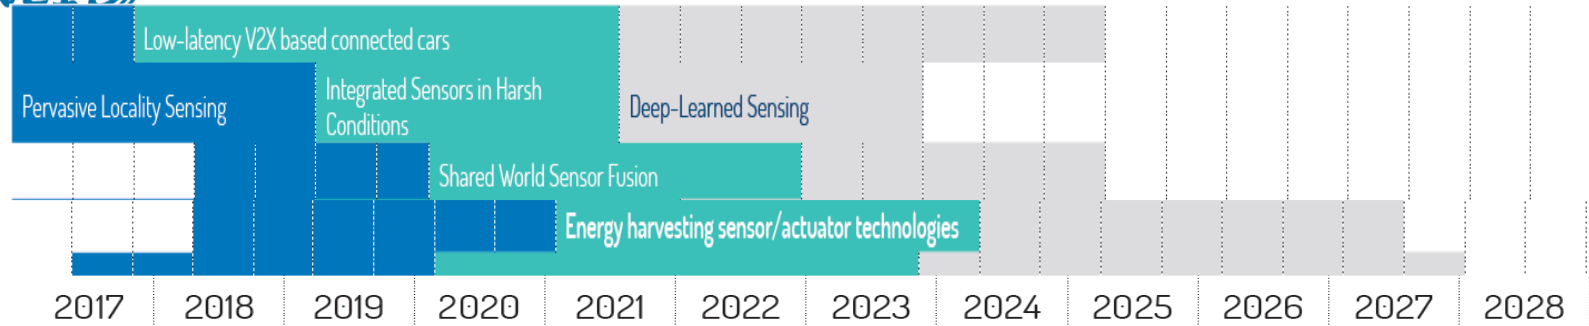 Low-latency V2X based connected cars
Pervasive Locality Sensing
Integrated Sensors in Harsh
Conditions
Deep-Learned Sensing
Shared World Sensor Fusion
Energy harvesting sensor/actuator technologies
2017 2018 2019 2020 2021 2022 2023 2024 2025 2026 2027 2028